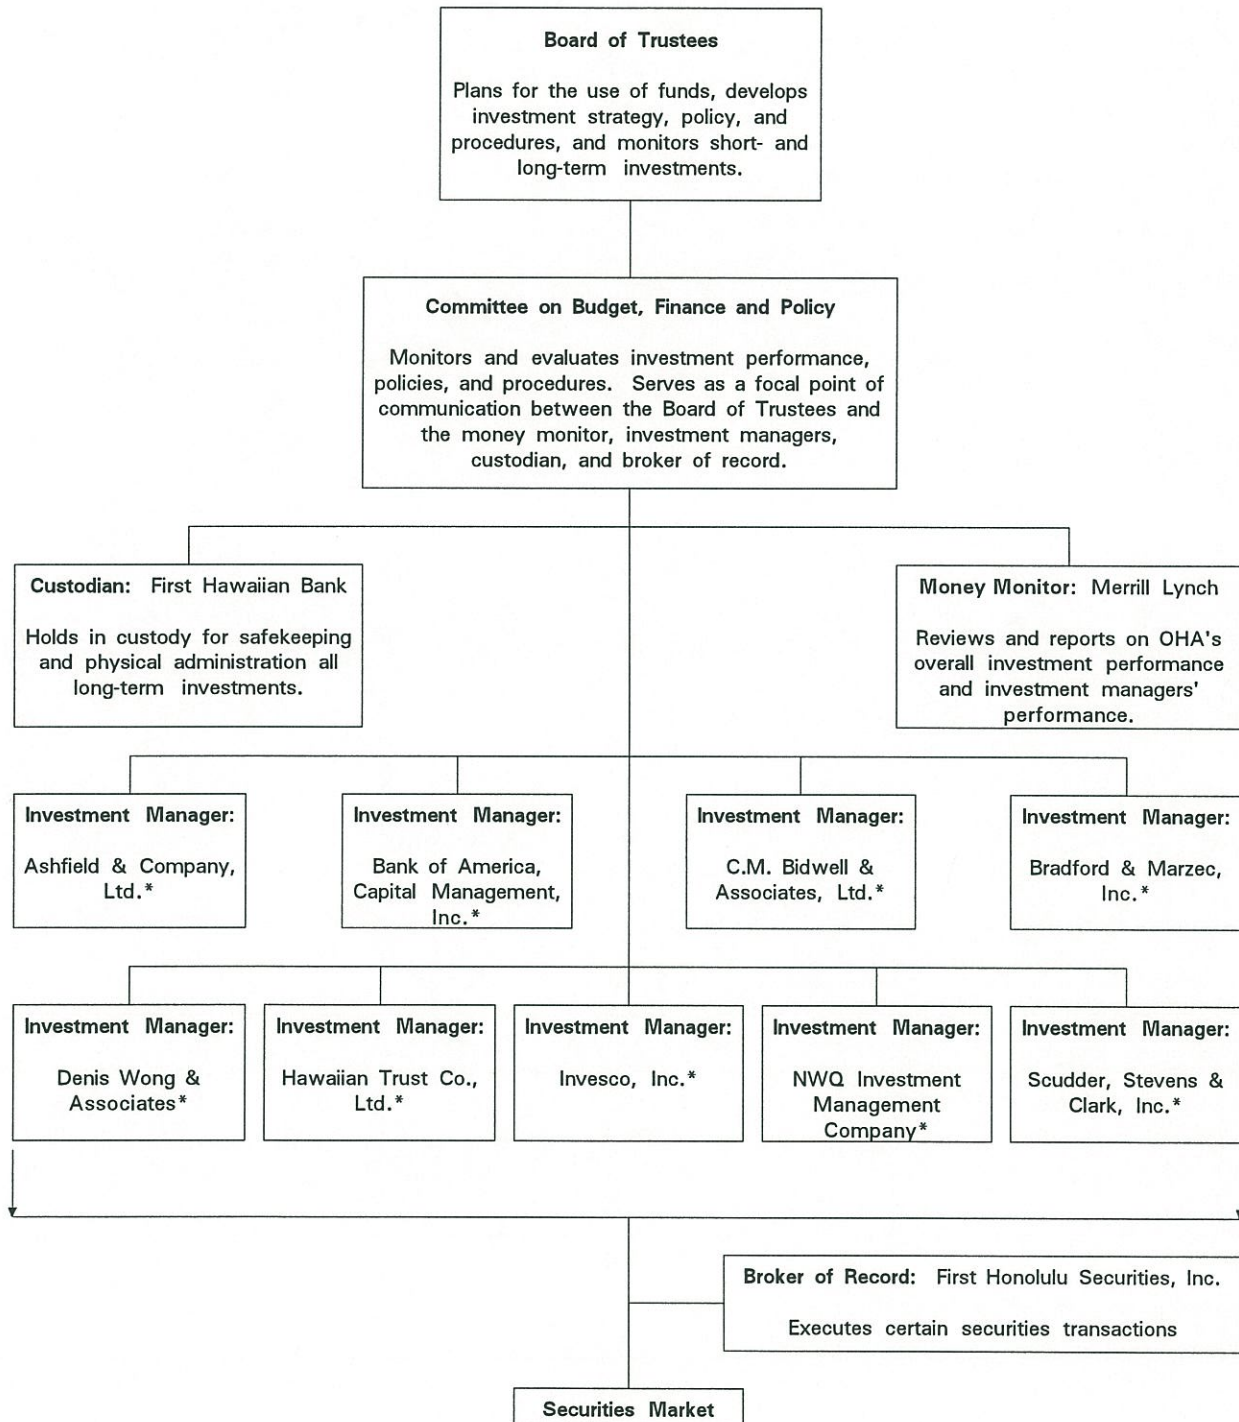 Board of Trustees
Plans for the use of funds, develops
investment strategy, policy, and
procedures, and monitors short- and
long-term investments.
Committee on Budget, Finance and Policy
Monitors and evaluates investment performance,
policies, and procedures. Serves as a focal point of
communication between the Board of Trustees and
the money monitor, investment managers,
custodian, and broker of record.
Custodian: First Hawaiian Bank
Holds in custody for safekeeping
and physical administration all
long-term investments.
Money Monitor: Merrill Lynch
Reviews and reports on OHA's
overall investment performance
and investment managers'
performance.
Investment Manager:
Ashfield & Company,
Ltd.*
Investment Manager:
Bank of America,
Capital Management,
Inc.*
Investment Manager:
C.M. Bidwell &
Associates, Ltd.*
Investment Manager:
Bradford & Marzec,
Inc.*
Investment Manager:
Denis Wong &
Associates*
Investment Manager:
Hawaiian Trust Co.,
Ltd.*
Investment Manager:
Invesco, Inc.*
Investment Manager:
NWQ Investment
Management
Company*
Investment Manager:
Scudder, Stevens &
Clark, Inc.*
Broker of Record: First Honolulu Securities, Inc.
Executes certain securities transactions
Securities Market